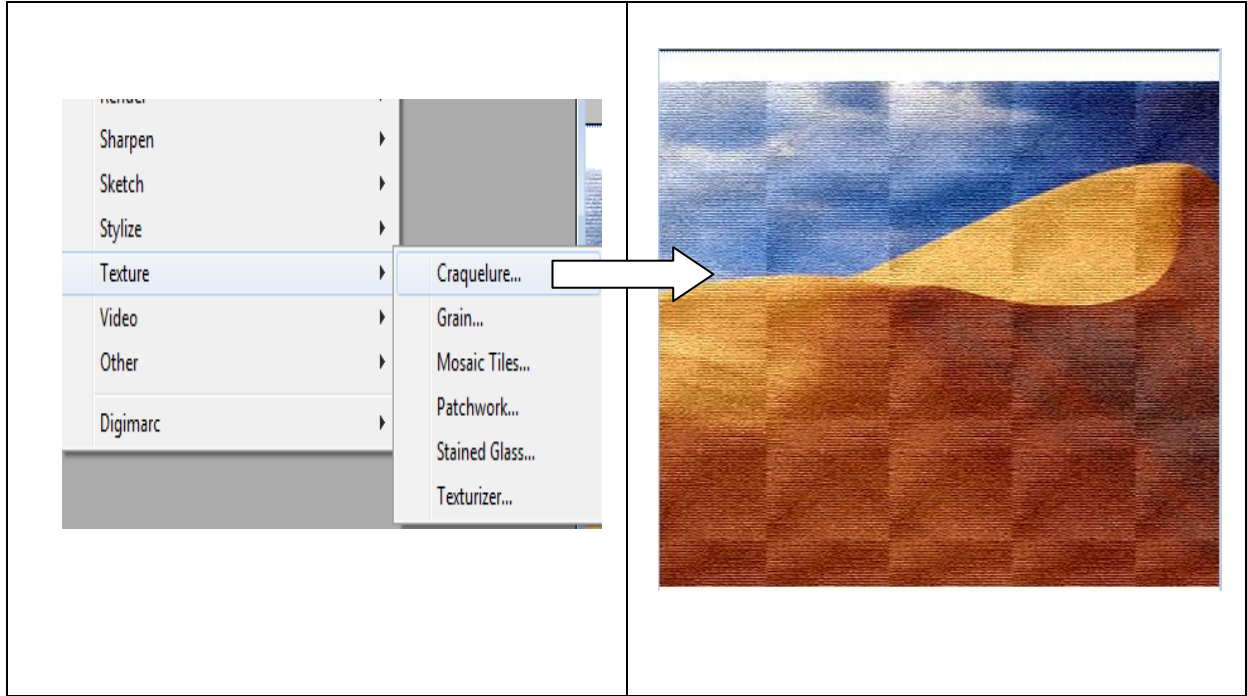 Sharpen
Sketch
Stylize
Texture
Video
Other
Digimarc
Craquelure...
Grain...
Mosaic Tiles...
Patchwork...
Stained Glass...
Texturizer...